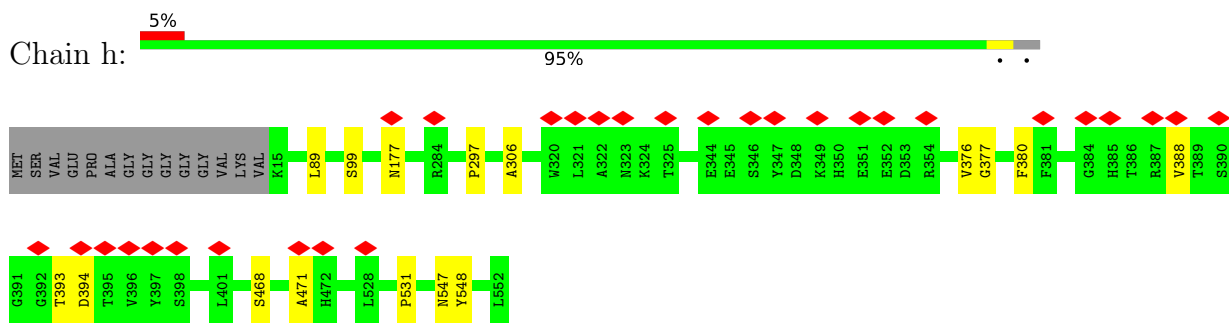 5%
Chain h:
95%
• •
MET SER VAL GLU PRO ALA GLY GLY GLY GLY GLY VAL LYS VAL K15 L89 S99 N177 R284 P297 A306 W320 L321 A322 N323 K324 T325 E344 E345 S346 Y347 D348 K349 H350 E351 E352 D353 R354 V376 G377 F380 F381 G384 H385 T386 R387 V388 T389 S390
G391 G392 T393 D394 T395 V396 Y397 S398 L401 S468 A471 H472 L528 P531 N547 Y548 L552